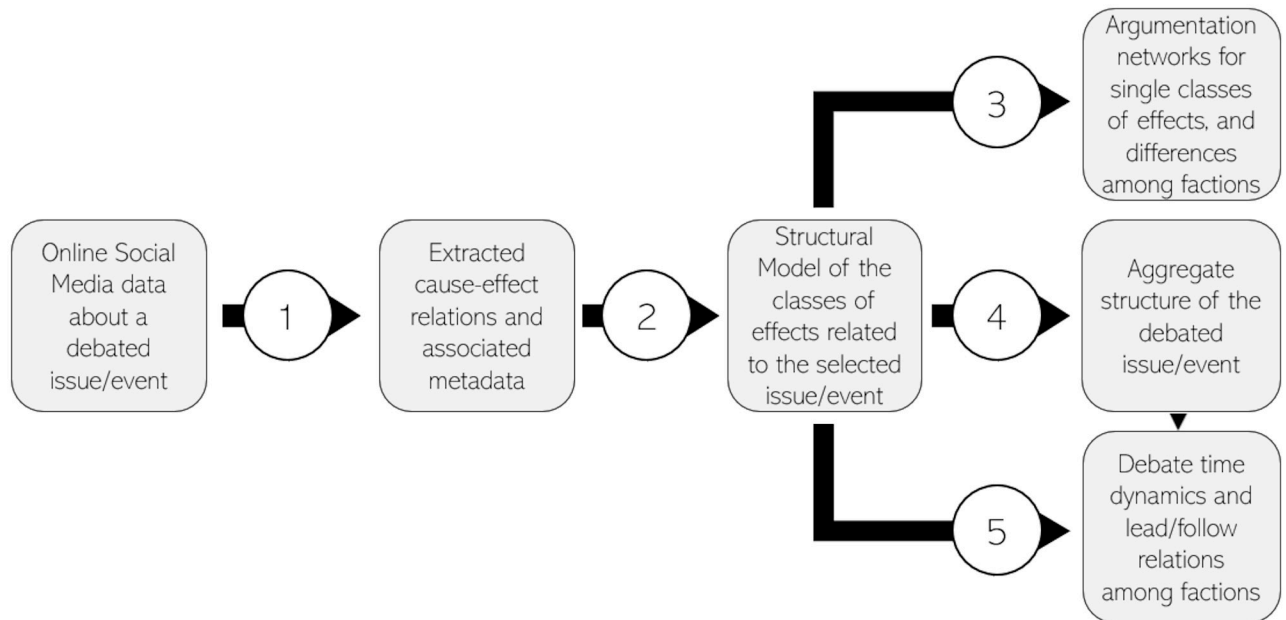 Online Social
Media data
about a
debated
issue/event
1
Extracted
cause-effect
relations and
associated
metadata
2
Structural
Model of the
classes of
effects related
to the selected
issue/event
3
Argumentation
networks for
single classes
of effects, and
differences
among factions
4
Aggregate
structure of the
debated
issue/event
5
Debate time
dynamics and
lead/follow
relations
among factions